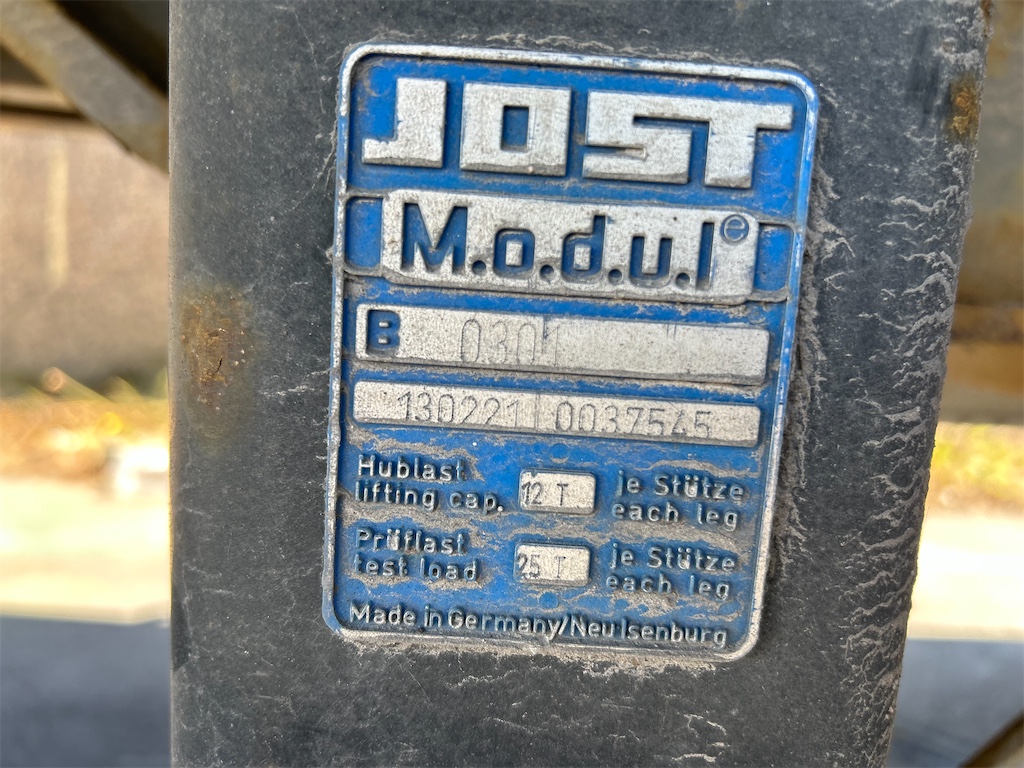 JOST
M.o.d.u.l e
B 0301
130221 0037545
Hublast
lifting cap. 12 T je Stütze
each leg
Prüflast
test load 25 T je Stütze
each leg
Made in Germany/Neu Isenburg